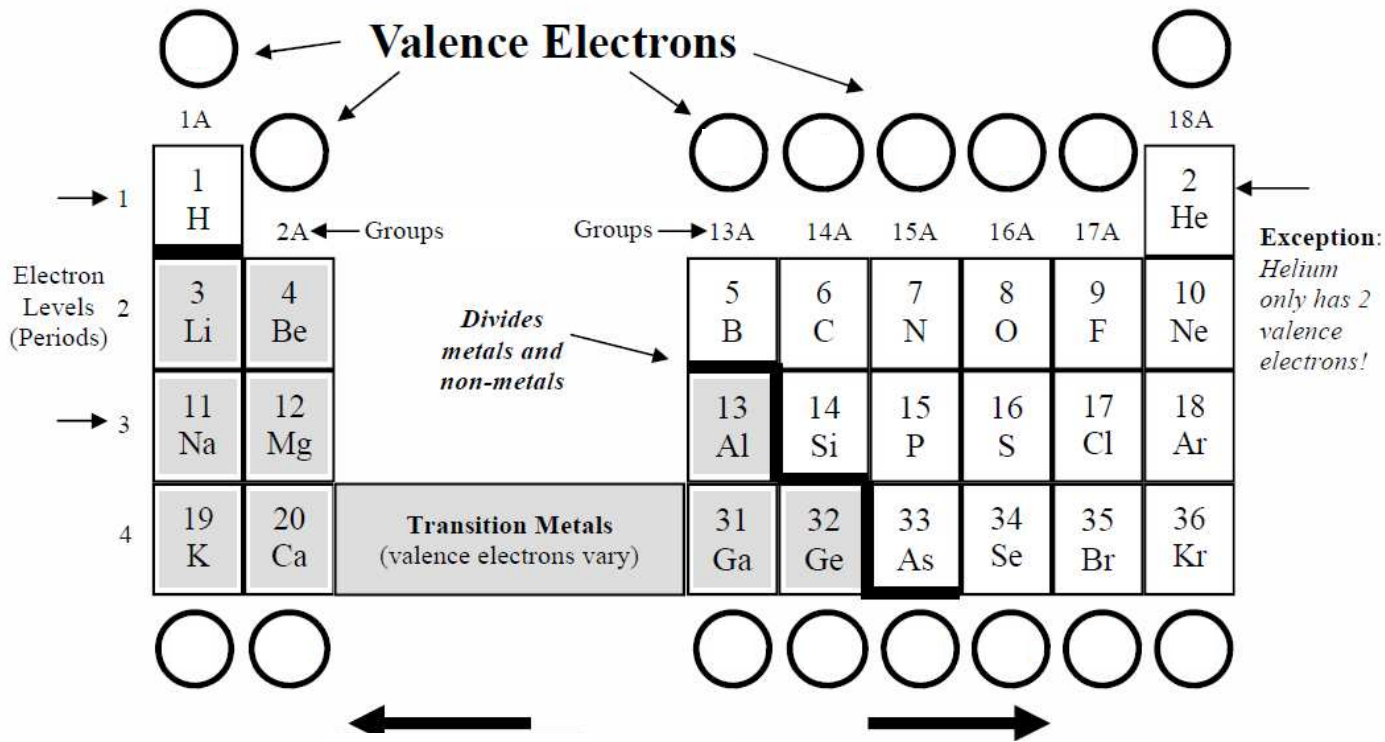 Valence Electrons
1A
18A
1
1
H
2
He
2A
Groups
Groups
13A
14A
15A
16A
17A
Exception:
Helium
only has 2
valence
electrons!
Electron
Levels
(Periods)
2
3
Li
4
Be
Divides
metals and
non-metals
5
B
6
C
7
N
8
O
9
F
10
Ne
3
11
Na
12
Mg
13
Al
14
Si
15
P
16
S
17
Cl
18
Ar
4
19
K
20
Ca
Transition Metals
(valence electrons vary)
31
Ga
32
Ge
33
As
34
Se
35
Br
36
Kr